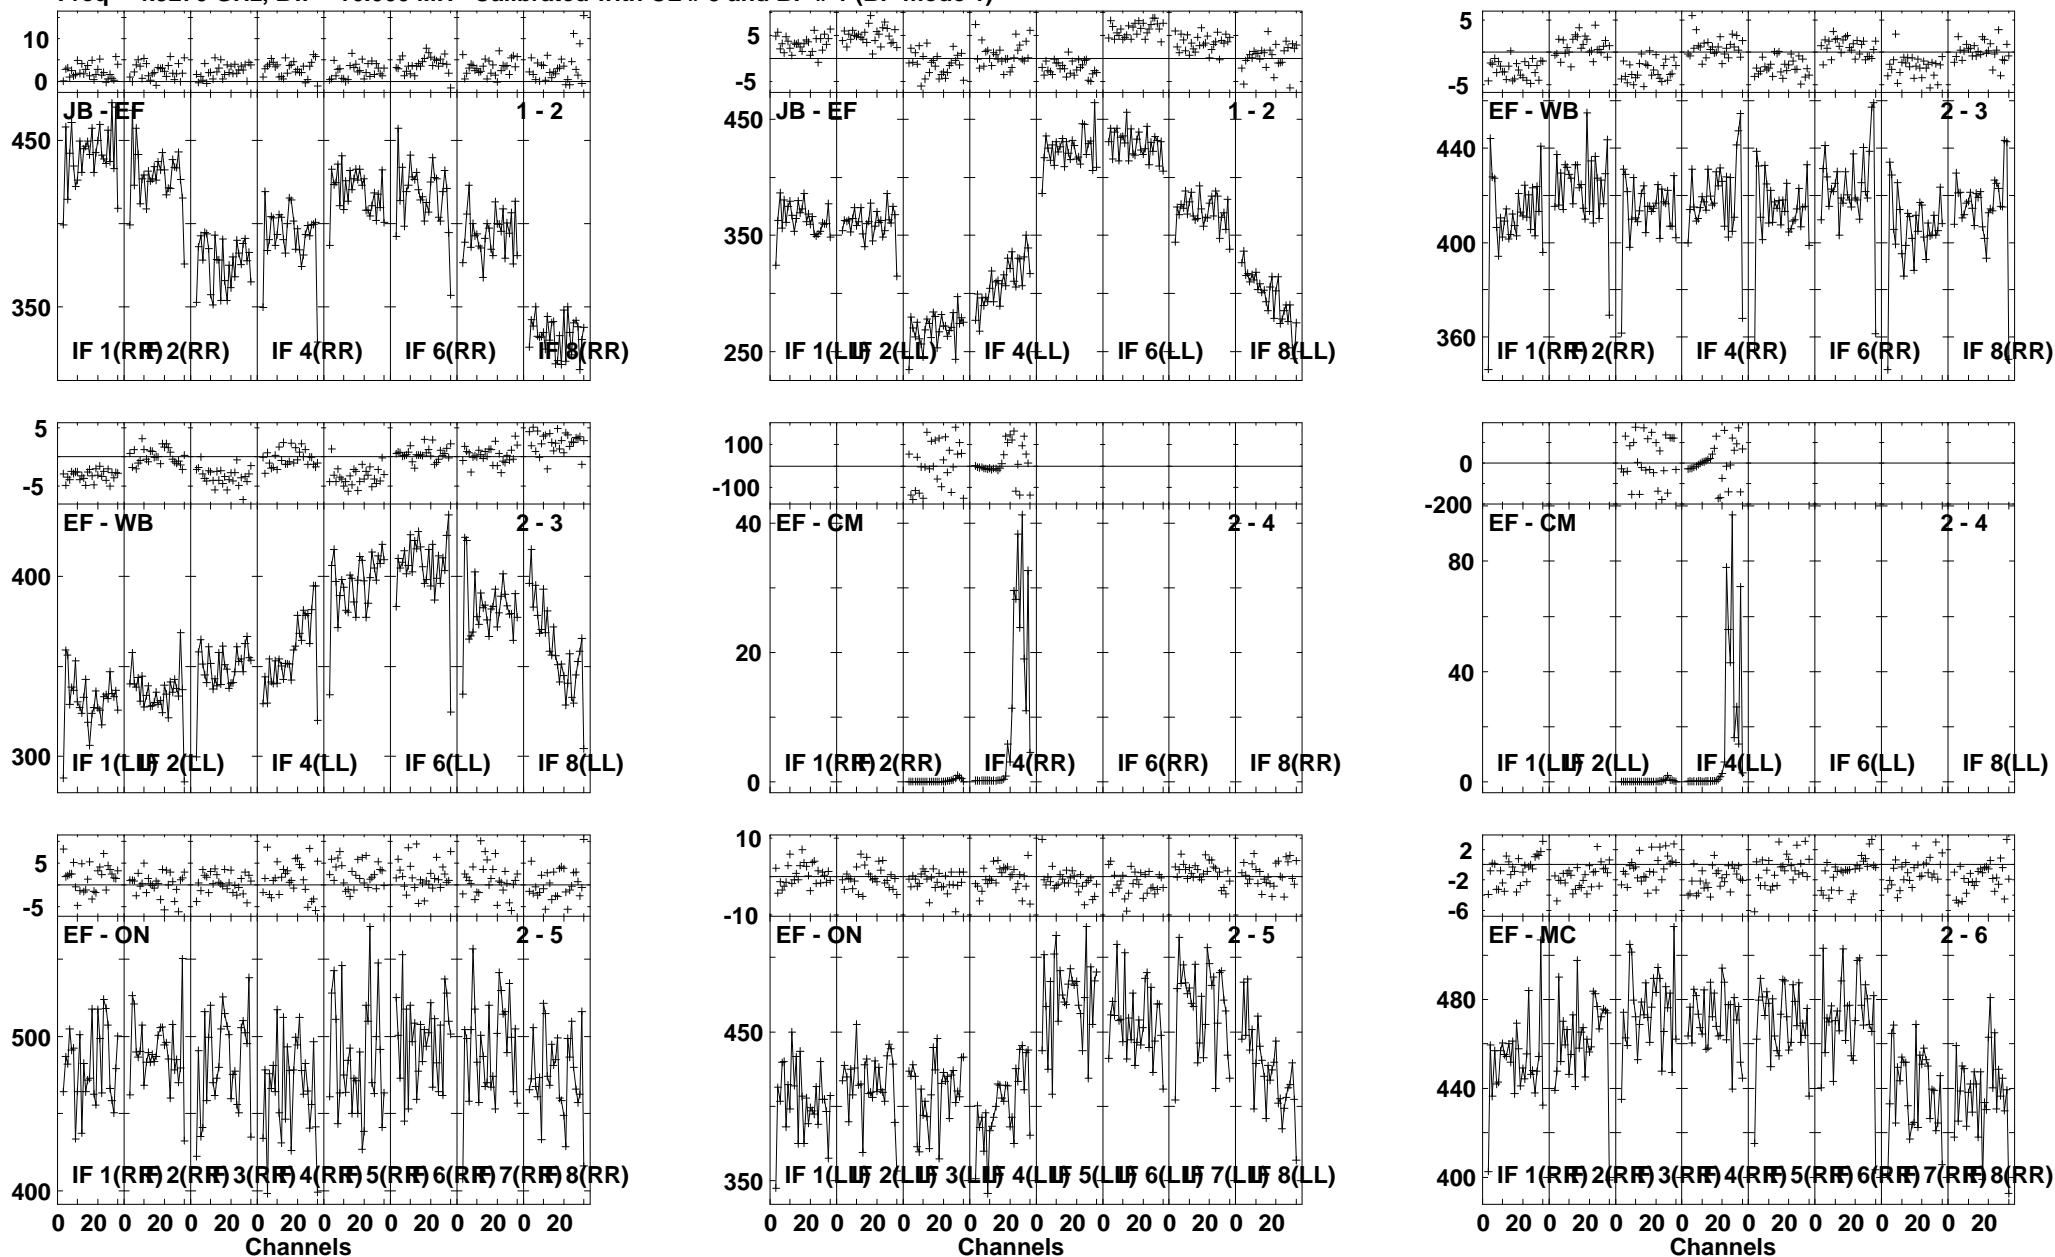 10
0
JB - EF 1 - 2
450
350
IF 1(RR) IF 2(RR) IF 4(RR) IF 6(RR) IF 8(RR)
5
-5
JB - EF 1 - 2
450
350
250
IF 1(LL) IF 2(LL) IF 4(LL) IF 6(LL) IF 8(LL)
5
-5
EF - WB 2 - 3
440
400
360
IF 1(RR) IF 2(RR) IF 4(RR) IF 6(RR) IF 8(RR)
5
-5
EF - WB 2 - 3
400
300
IF 1(LL) IF 2(LL) IF 4(LL) IF 6(LL) IF 8(LL)
100
-100
EF - CM 2 - 4
40
20
0
IF 1(RR) IF 2(RR) IF 4(RR) IF 6(RR) IF 8(RR)
0
-200
EF - CM 2 - 4
80
40
0
IF 1(LL) IF 2(LL) IF 4(LL) IF 6(LL) IF 8(LL)
5
-5
EF - ON 2 - 5
500
400
IF 1(RR) IF 2(RR) IF 3(RR) IF 4(RR) IF 5(RR) IF 6(RR) IF 7(RR) IF 8(RR)
0 20 0 20 0 20 0 20 0 20 0 20 0 20 0 20
Channels
10
-10
EF - ON 2 - 5
450
350
IF 1(LL) IF 2(LL) IF 3(LL) IF 4(LL) IF 5(LL) IF 6(LL) IF 7(LL) IF 8(LL)
0 20 0 20 0 20 0 20 0 20 0 20 0 20 0 20
Channels
2
-2
-6
EF - MC 2 - 6
480
440
400
IF 1(RR) IF 2(RR) IF 3(RR) IF 4(RR) IF 5(RR) IF 6(RR) IF 7(RR) IF 8(RR)
0 20 0 20 0 20 0 20 0 20 0 20 0 20 0 20
Channels